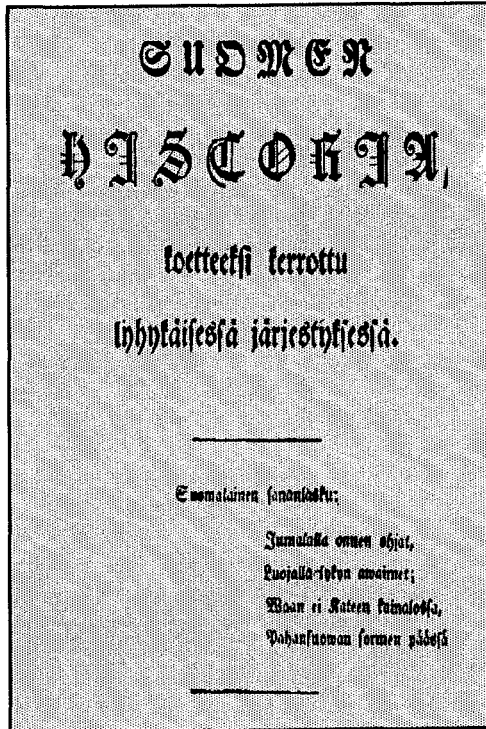 SUOMEN
HISTORIA,
koetteeksi kerrottu
lyhykäisessä järjestyksessä.
Suomalainen sananlasku:
Jumalalla onnen ohjat,
Luojalla lykyn awaimet;
Waan ei Kateen kainalossa,
Pahansuowan sormen päässä